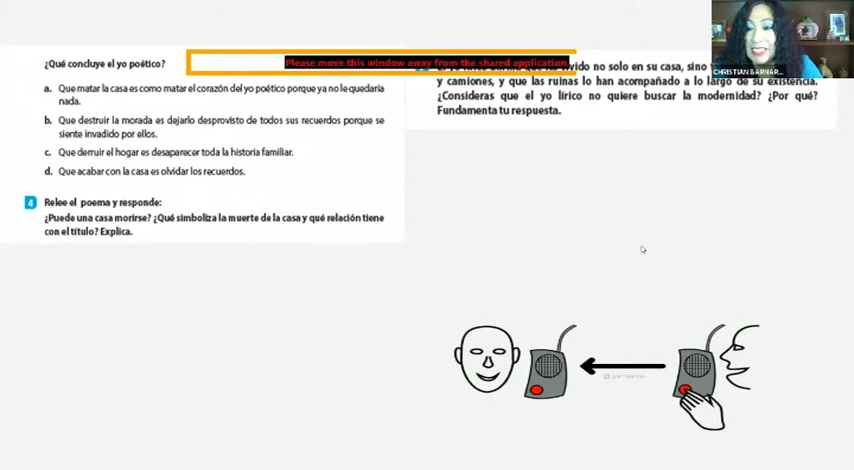 ¿Qué concluye el yo poético?
a. Que matar la casa es como matar el corazón del yo poético porque ya no le quedaría
nada.
b. Que destruir la morada es dejarlo desprovisto de todos sus recuerdos porque se
siente invadido por ellos.
c. Que derruir el hogar es desaparecer toda la historia familiar.
d. Que acabar con la casa es olvidar los recuerdos.
4 Relee el poema y responde:
¿Puede una casa morirse? ¿Qué simboliza la muerte de la casa y qué relación tiene
con el título? Explica.
Please move this window away from the shared application.
vivido no solo en su casa, sino
y camiones, y que las ruinas lo han acompañado a lo largo de su existencia.
¿Consideras que el yo lírico no quiere buscar la modernidad? ¿Por qué?
Fundamenta tu respuesta.
CHRISTIAN BARNAR...